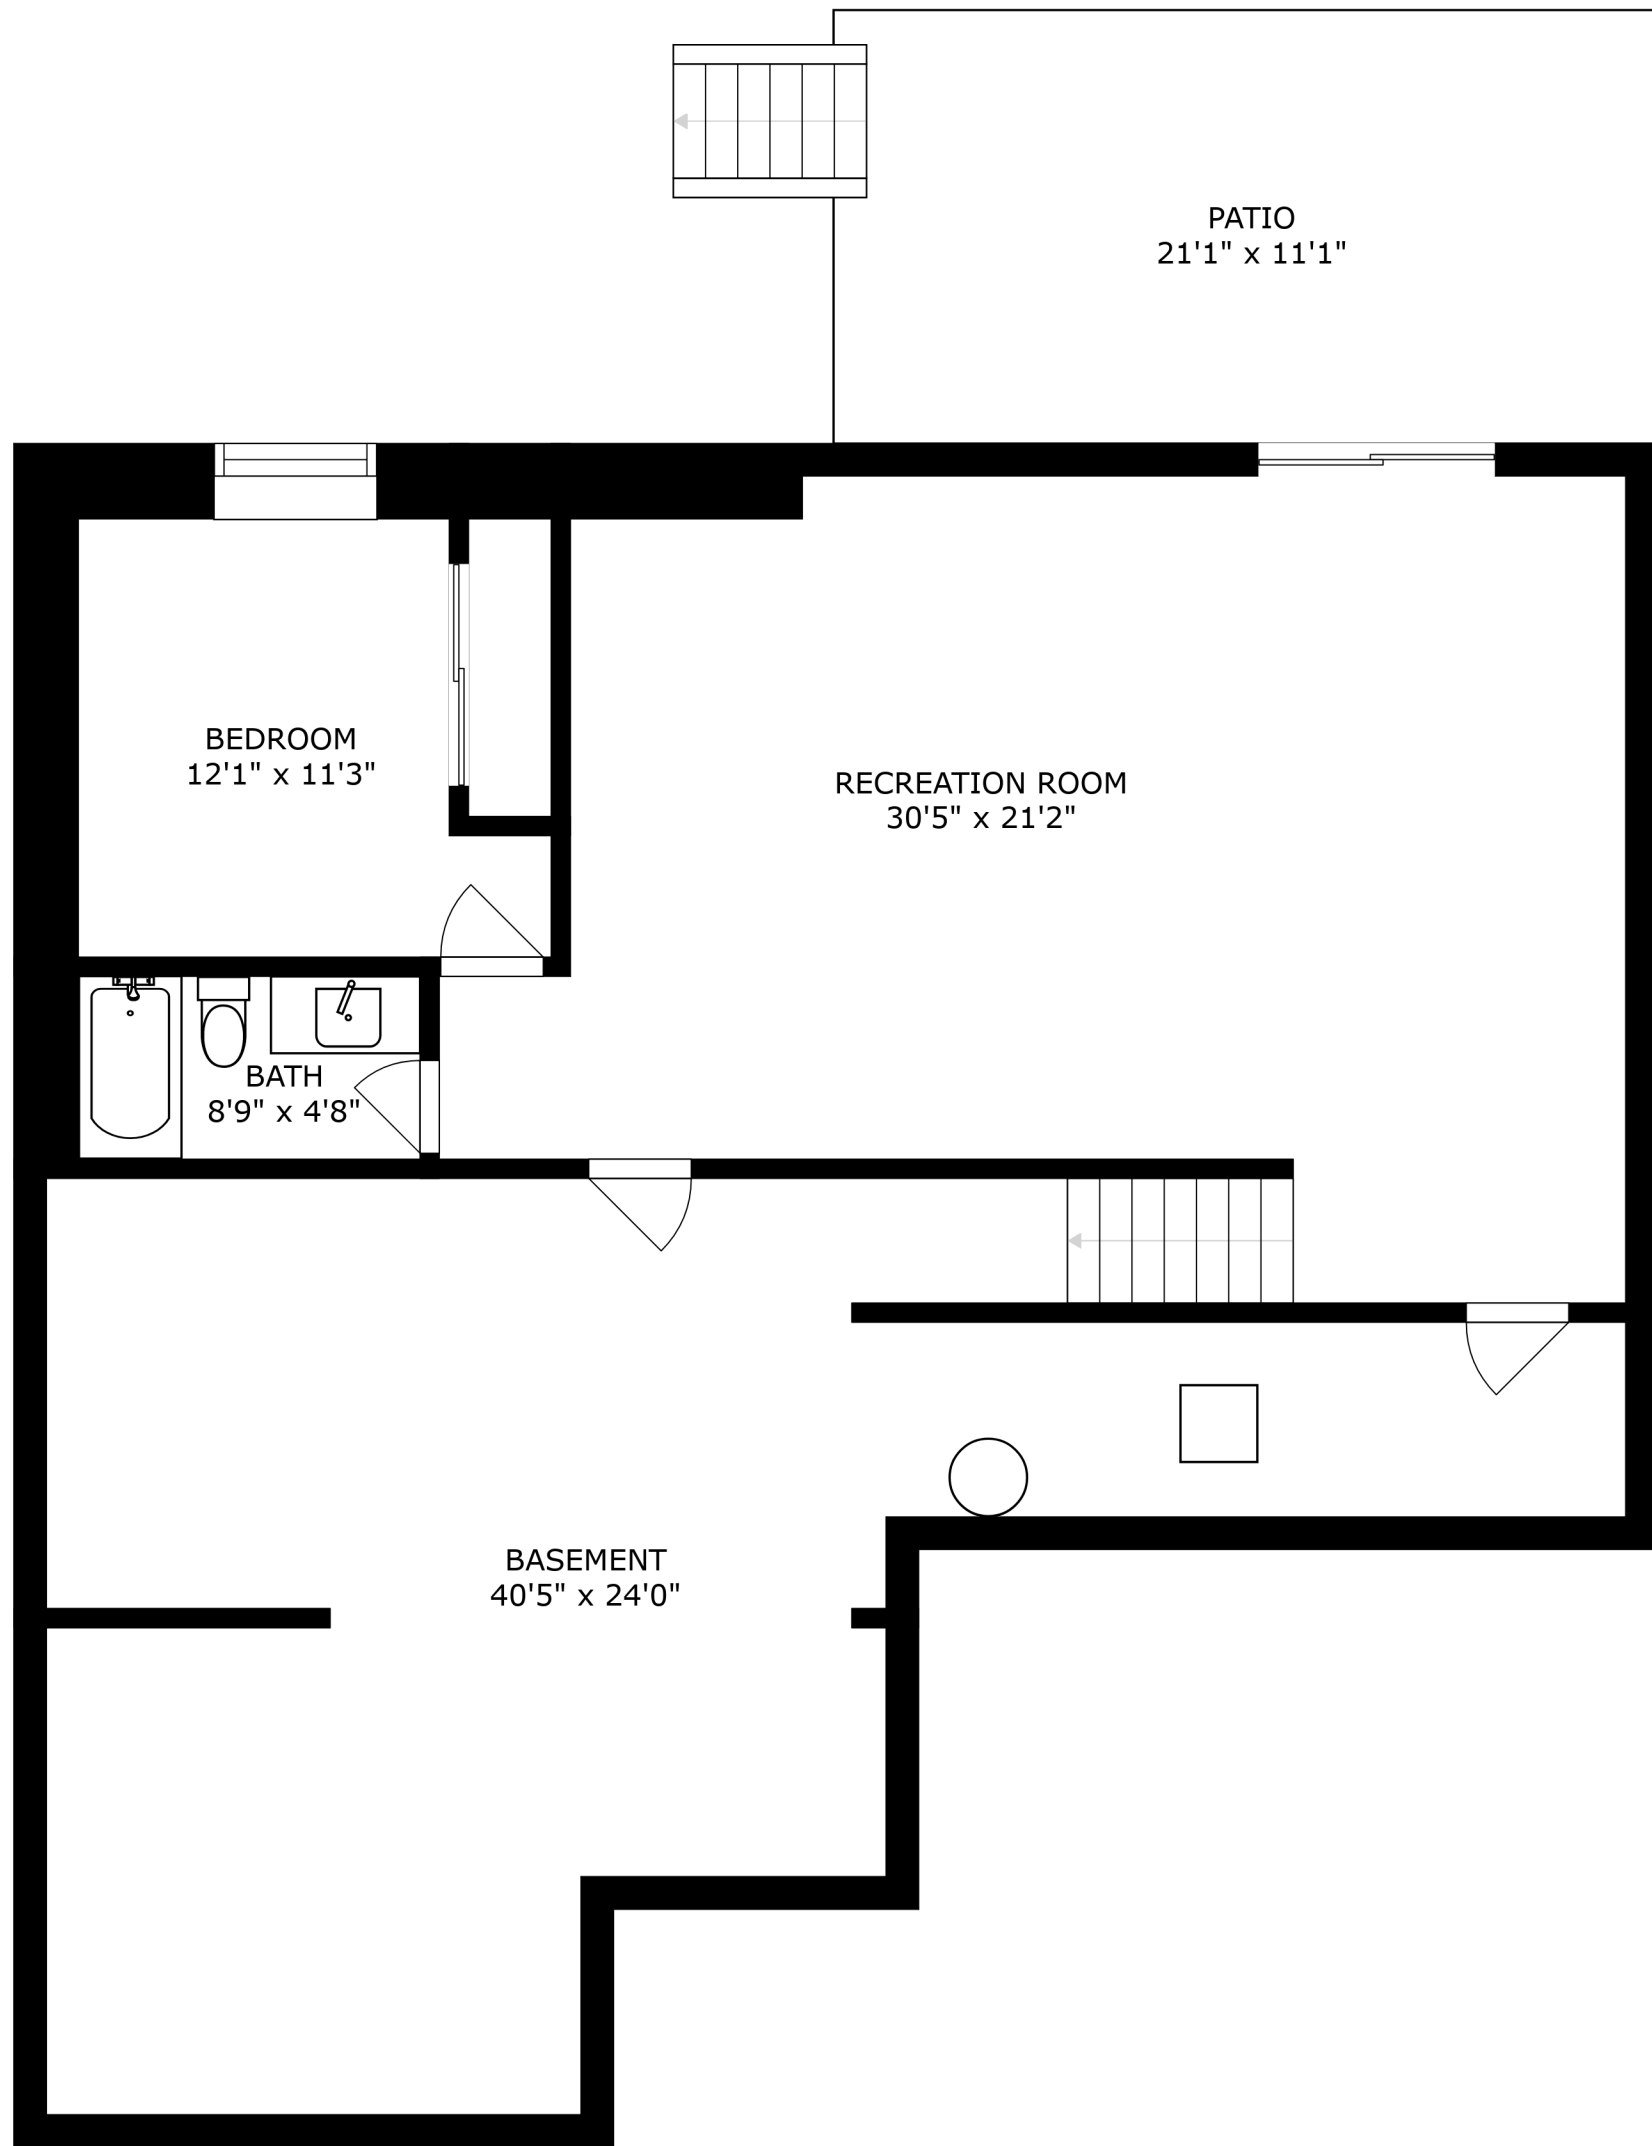 PATIO
21'1" x 11'1"
BEDROOM
12'1" x 11'3"
RECREATION ROOM
30'5" x 21'2"
BATH
8'9" x 4'8"
BASEMENT
40'5" x 24'0"